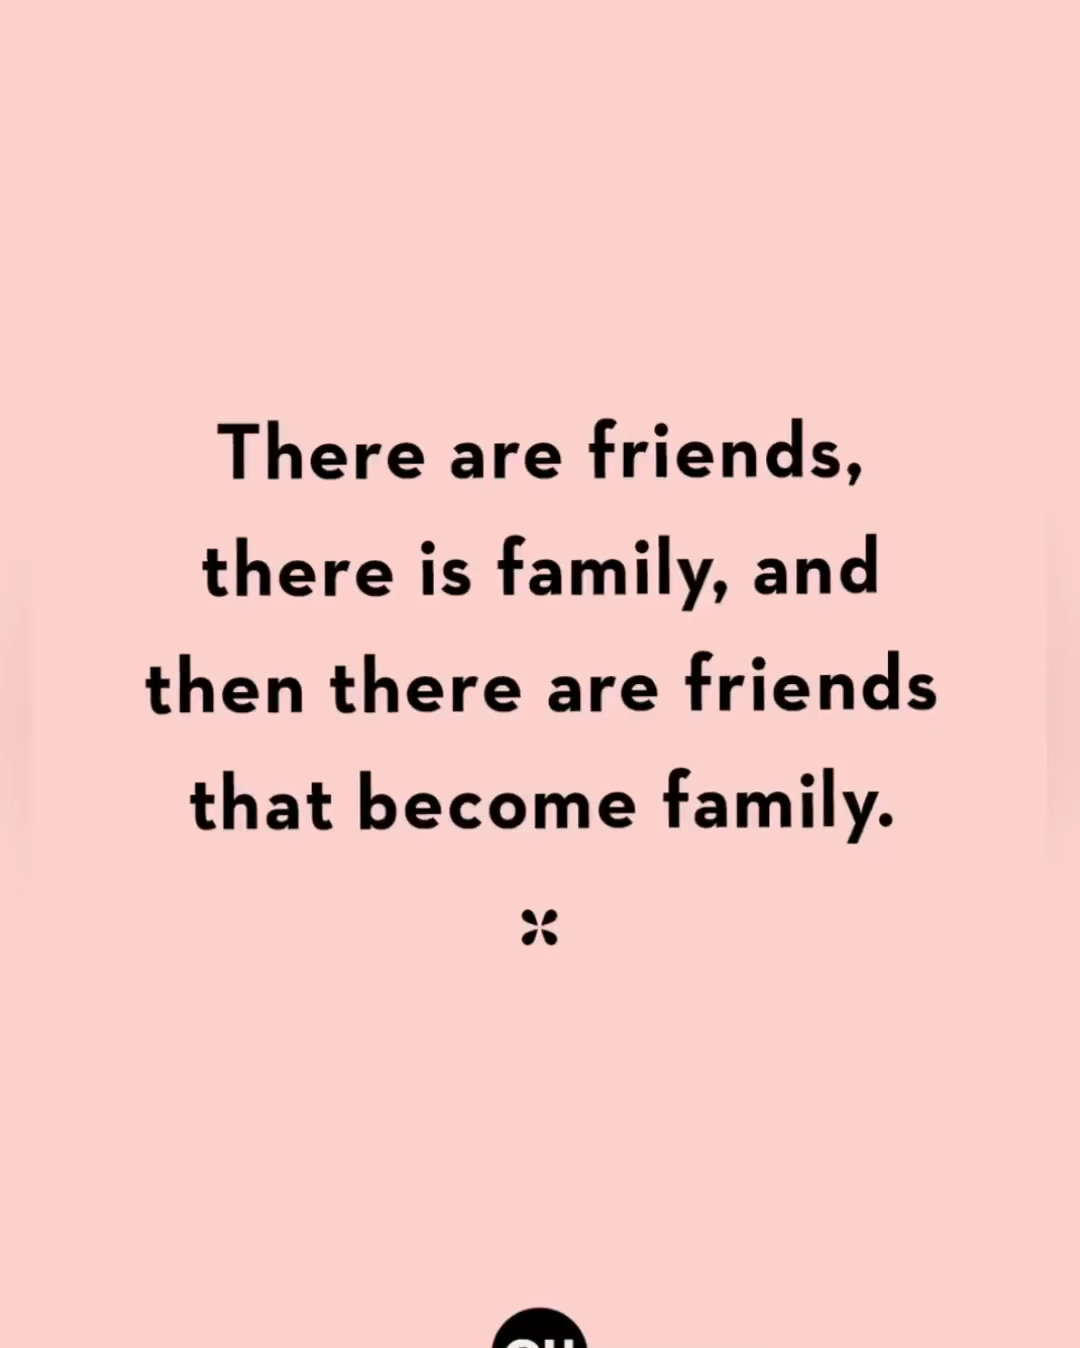 There are friends,
there is family, and
then there are friends
that become family.